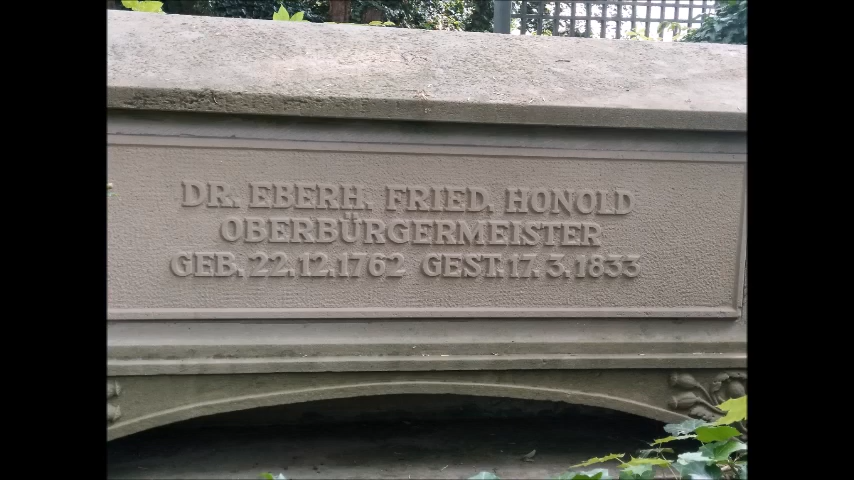 DR. EBERH. FRIED. HONOLD
OBERBÜRGERMEISTER
GEB. 22.12.1762 GEST. 17.3.1833